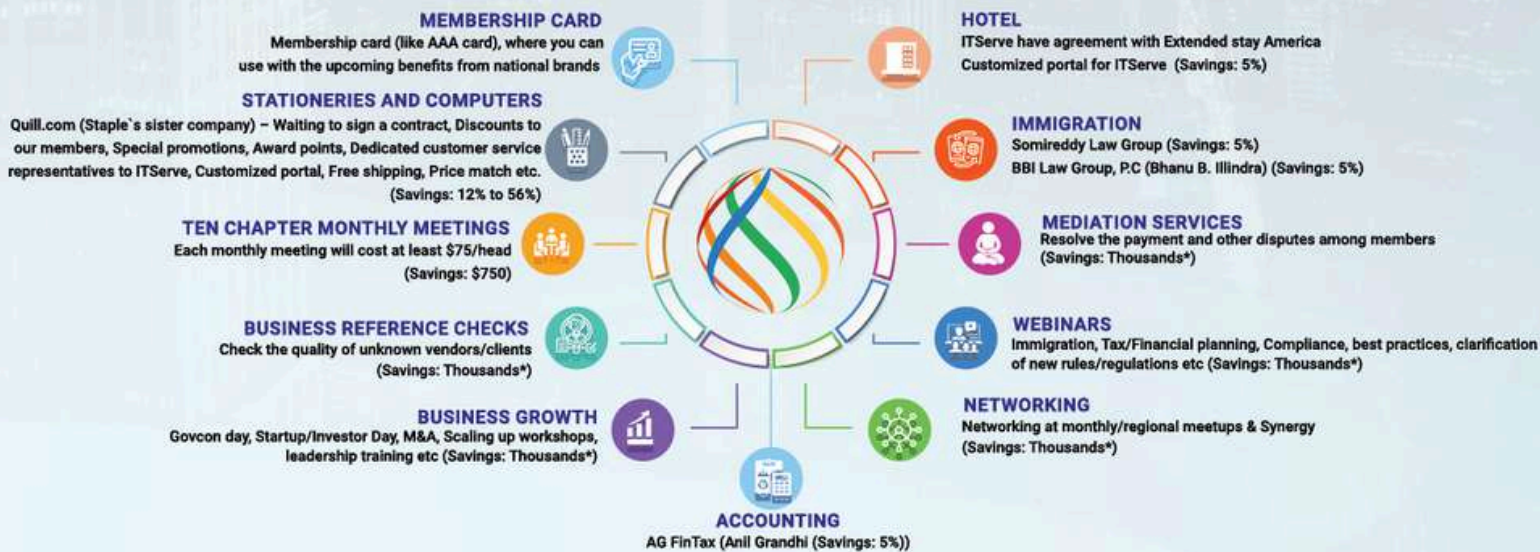 MEMBERSHIP CARD
Membership card (like AAA card), where you can
use with the upcoming benefits from national brands
STATIONERIES AND COMPUTERS
Quill.com (Staple`s sister company) – Waiting to sign a contract, Discounts to
our members, Special promotions, Award points, Dedicated customer service
representatives to ITServe, Customized portal, Free shipping, Price match etc.
(Savings: 12% to 56%)
TEN CHAPTER MONTHLY MEETINGS
Each monthly meeting will cost at least $75/head
(Savings: $750)
BUSINESS REFERENCE CHECKS
Check the quality of unknown vendors/clients
(Savings: Thousands*)
BUSINESS GROWTH
Govcon day, Startup/Investor Day, M&A, Scaling up workshops,
leadership training etc (Savings: Thousands*)
HOTEL
ITServe have agreement with Extended stay America
Customized portal for ITServe (Savings: 5%)
IMMIGRATION
Somireddy Law Group (Savings: 5%)
BBI Law Group, P.C (Bhanu B. Illindra) (Savings: 5%)
MEDIATION SERVICES
Resolve the payment and other disputes among members
(Savings: Thousands*)
WEBINARS
Immigration, Tax/Financial planning, Compliance, best practices, clarification
of new rules/regulations etc (Savings: Thousands*)
NETWORKING
Networking at monthly/regional meetups & Synergy
(Savings: Thousands*)
ACCOUNTING
AG FinTax (Anil Grandhi (Savings: 5%))